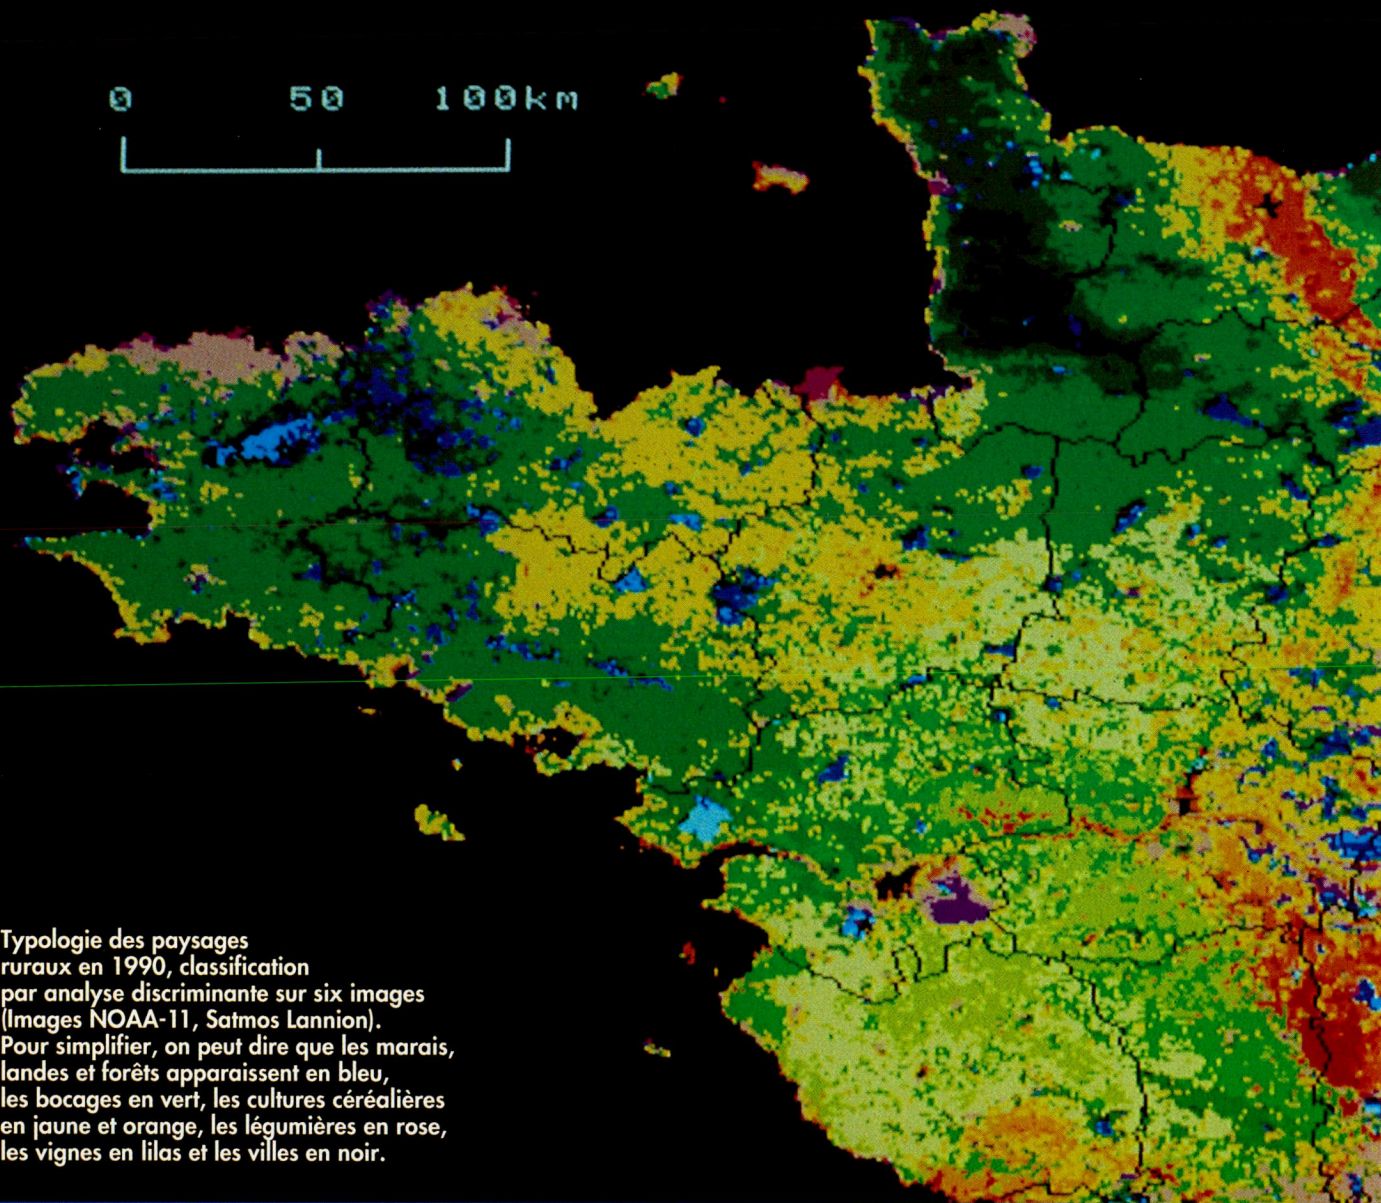 0 50 100km
Typologie des paysages
ruraux en 1990, classification
par analyse discriminante sur six images
(Images NOAA-11, Satmos Lannion).
Pour simplifier, on peut dire que les marais,
landes et forêts apparaissent en bleu,
les bocages en vert, les cultures céréalières
en jaune et orange, les légumières en rose,
les vignes en lilas et les villes en noir.